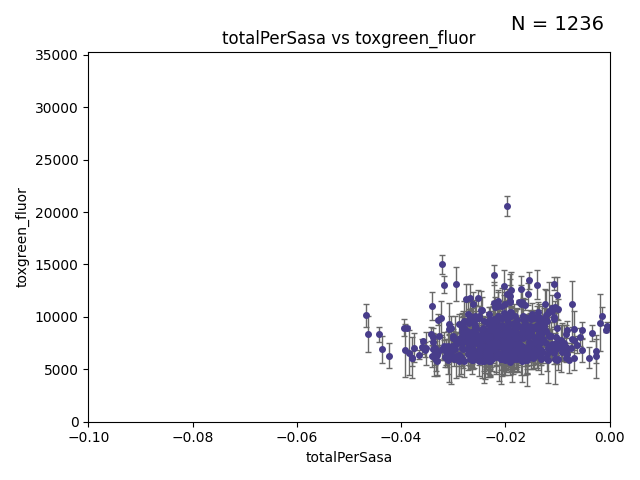 N = 1236
totalPerSasa vs toxgreen_fluor
35000
30000
25000
20000
15000
10000
5000
0
toxgreen_fluor
−0.10 −0.08 −0.06 −0.04 −0.02 0.00
totalPerSasa